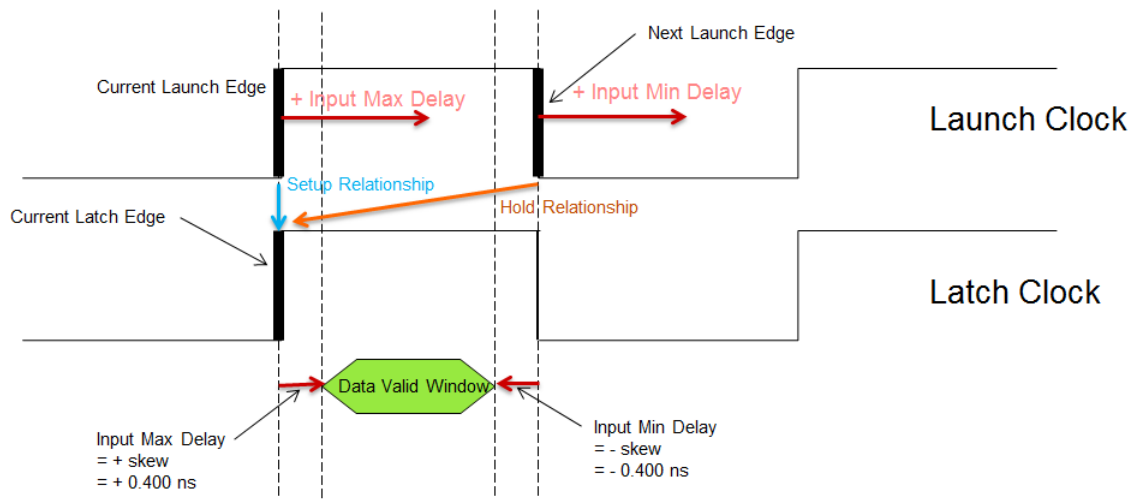 Next Launch Edge
Current Launch Edge
+ Input Max Delay
+ Input Min Delay
Launch Clock
Setup Relationship
Hold Relationship
Current Latch Edge
Latch Clock
Data Valid Window
Input Max Delay
= + skew
= + 0.400 ns
Input Min Delay
= - skew
= - 0.400 ns